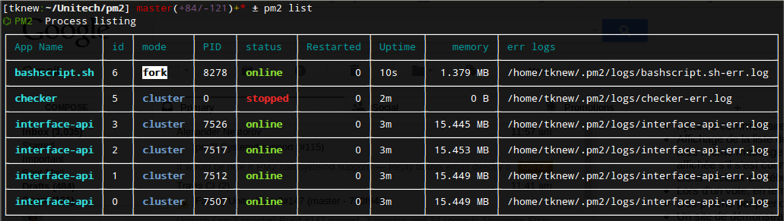 [tknew:~/Unitech/pm2] master(+84/-121)+* ± pm2 list
PM2 Process listing
App Name id mode PID status Restarted Uptime memory err logs
bashscript.sh 6 fork 8278 online 0 10s 1.379 MB /home/tknew/.pm2/logs/bashscript.sh-err.log
checker 5 cluster 0 stopped 0 2m 0 B /home/tknew/.pm2/logs/checker-err.log
interface-api 3 cluster 7526 online 0 3m 15.445 MB /home/tknew/.pm2/logs/interface-api-err.log
interface-api 2 cluster 7517 online 0 3m 15.453 MB /home/tknew/.pm2/logs/interface-api-err.log
interface-api 1 cluster 7512 online 0 3m 15.449 MB /home/tknew/.pm2/logs/interface-api-err.log
interface-api 0 cluster 7507 online 0 3m 15.449 MB /home/tknew/.pm2/logs/interface-api-err.log